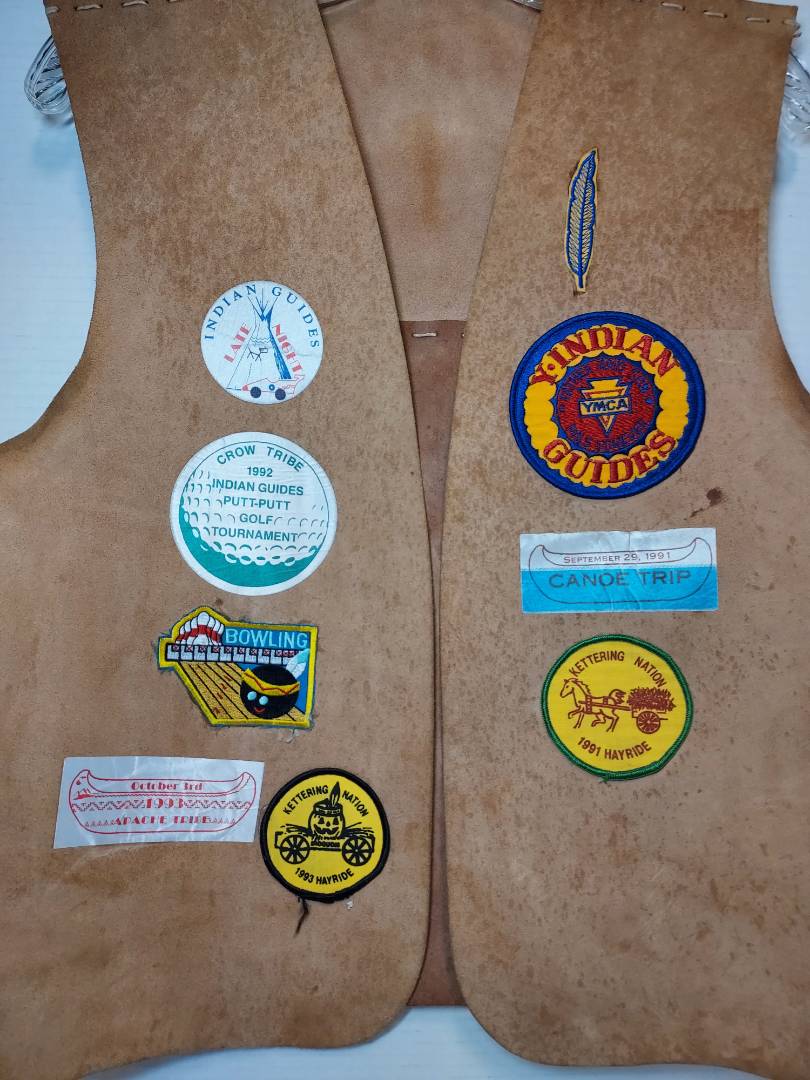 INDIAN GUIDES
LATE NIGHT
CROW TRIBE
1992
INDIAN GUIDES
PUTT-PUTT
GOLF
TOURNAMENT
BOWLING
October 3rd
1993
APACHE TRIBE
KETTERING NATION
IROQUOIS
1993 HAYRIDE
Y·INDIAN
YMCA
GUIDES
SEPTEMBER 29, 1991
CANOE TRIP
KETTERING NATION
1991 HAYRIDE